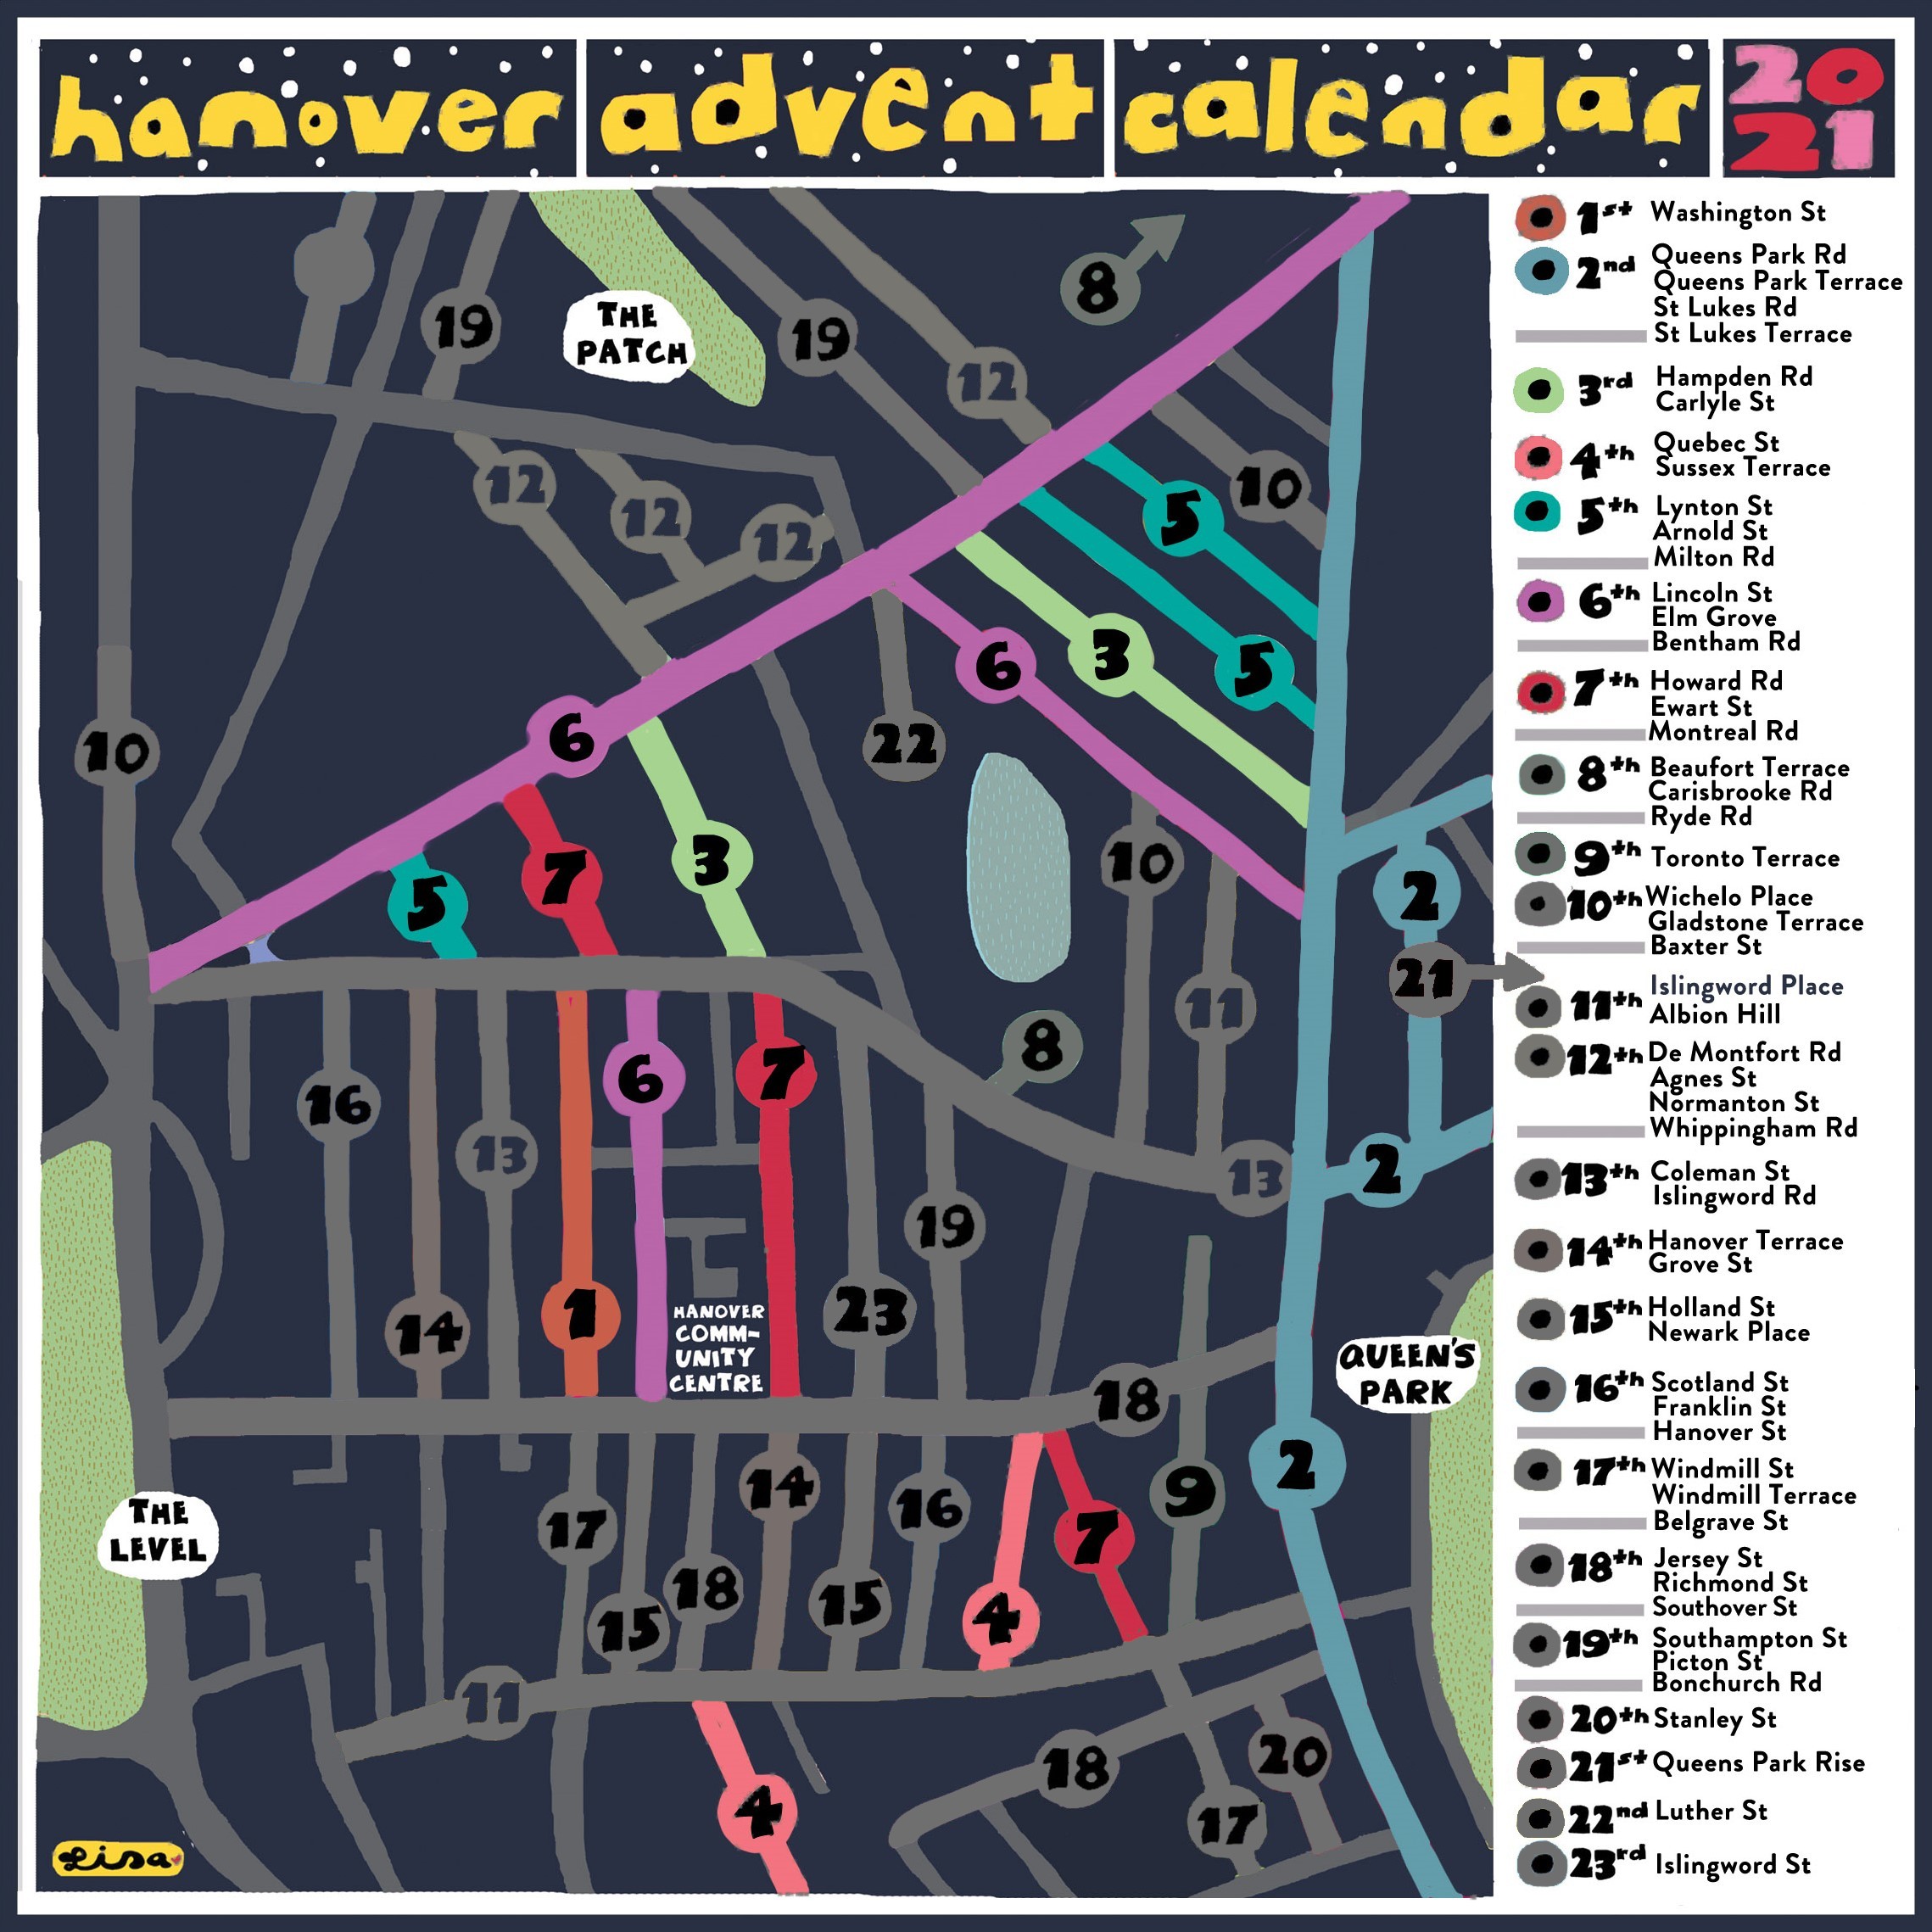 hanover advent calendar 20
21
1st Washington St
2nd Queens Park Rd
Queens Park Terrace
St Lukes Rd
St Lukes Terrace
3rd Hampden Rd
Carlyle St
4th Quebec St
Sussex Terrace
5th Lynton St
Arnold St
Milton Rd
6th Lincoln St
Elm Grove
Bentham Rd
7th Howard Rd
Ewart St
Montreal Rd
8th Beaufort Terrace
Carisbrooke Rd
Ryde Rd
9th Toronto Terrace
10th Wichelo Place
Gladstone Terrace
Baxter St
Islingword Place
11th Albion Hill
12th De Montfort Rd
Agnes St
Normanton St
Whippingham Rd
13th Coleman St
Islingword Rd
14th Hanover Terrace
Grove St
15th Holland St
Newark Place
16th Scotland St
Franklin St
Hanover St
17th Windmill St
Windmill Terrace
Belgrave St
18th Jersey St
Richmond St
Southover St
19th Southampton St
Picton St
Bonchurch Rd
20th Stanley St
21st Queens Park Rise
22nd Luther St
23rd Islingword St
8
19
THE
PATCH
19
12
12
12
12
5
10
6
3
5
10
6
22
5
7
3
10
2
21
11
16
6
7
8
13
13
2
19
14
1
HANOVER
COMM-
UNITY
CENTRE
23
QUEEN'S
PARK
18
2
THE
LEVEL
17
14
16
9
7
15
18
15
4
11
18
20
4
17
Lisa